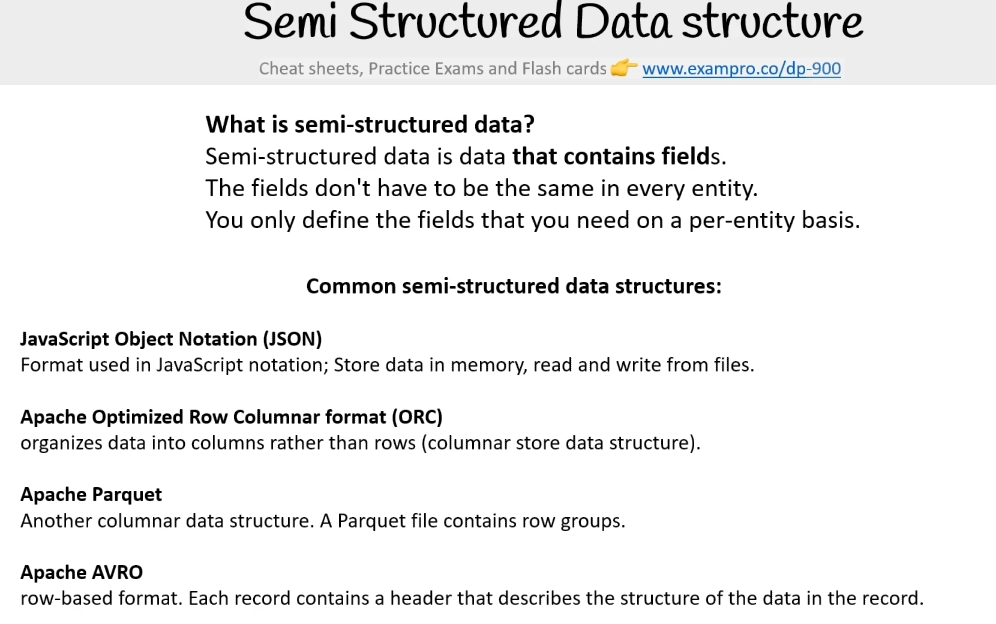 Semi Structured Data structure
Cheat sheets, Practice Exams and Flash cards 👉 www.exampro.co/dp-900
What is semi-structured data?
Semi-structured data is data that contains fields.
The fields don't have to be the same in every entity.
You only define the fields that you need on a per-entity basis.
Common semi-structured data structures:
JavaScript Object Notation (JSON)
Format used in JavaScript notation; Store data in memory, read and write from files.
Apache Optimized Row Columnar format (ORC)
organizes data into columns rather than rows (columnar store data structure).
Apache Parquet
Another columnar data structure. A Parquet file contains row groups.
Apache AVRO
row-based format. Each record contains a header that describes the structure of the data in the record.